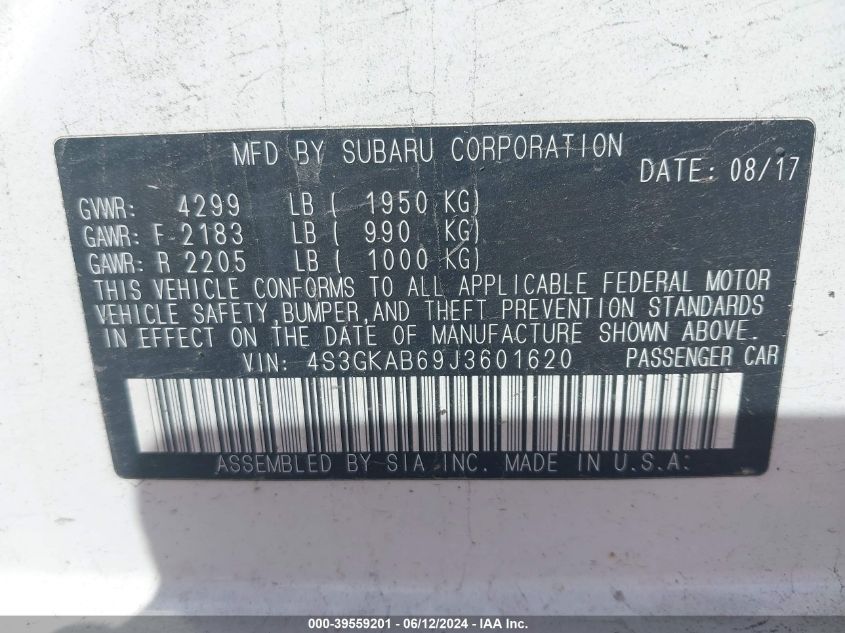 MFD BY SUBARU CORPORATION
DATE: 08/17
GVWR: 4299 LB ( 1950 KG)
GAWR: F 2183 LB ( 990 KG)
GAWR: R 2205 LB ( 1000 KG)
THIS VEHICLE CONFORMS TO ALL APPLICABLE FEDERAL MOTOR
VEHICLE SAFETY,BUMPER,AND THEFT PREVENTION STANDARDS
IN EFFECT ON THE DATE OF MANUFACTURE SHOWN ABOVE.
VIN: 4S3GKAB69J3601620 PASSENGER CAR
ASSEMBLED BY SIA INC. MADE IN U.S.A:
000-39559201 - 06/12/2024 - IAA Inc.